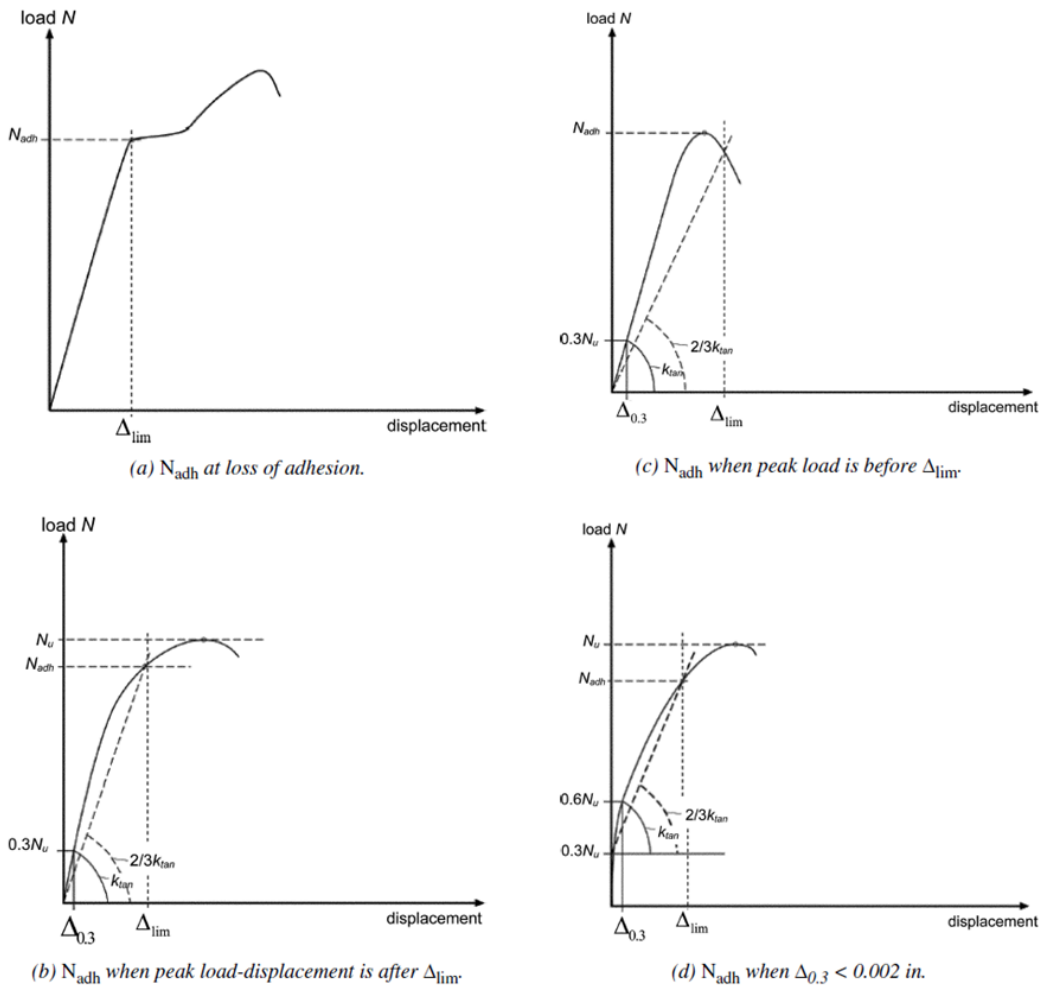 load N
N_adh
Δ_lim
displacement
(a) N_adh at loss of adhesion.
load N
N_adh
0.3N_u
2/3k_tan
k_tan
Δ_0.3
Δ_lim
displacement
(c) N_adh when peak load is before Δ_lim.
load N
N_u
N_adh
0.3N_u
2/3k_tan
k_tan
Δ_0.3
Δ_lim
displacement
(b) N_adh when peak load-displacement is after Δ_lim.
load N
N_u
N_adh
0.6N_u
2/3k_tan
k_tan
0.3N_u
Δ_0.3
Δ_lim
displacement
(d) N_adh when Δ_0.3 < 0.002 in.